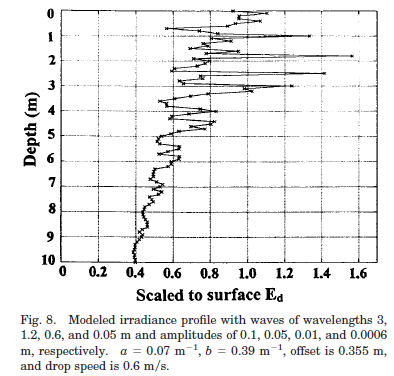 0
1
2
3
4
5
6
7
8
9
10
Depth (m)
0 0.2 0.4 0.6 0.8 1.0 1.2 1.4 1.6
Scaled to surface Ed
Fig. 8. Modeled irradiance profile with waves of wavelengths 3,
1.2, 0.6, and 0.05 m and amplitudes of 0.1, 0.05, 0.01, and 0.0006
m, respectively. a = 0.07 m⁻¹, b = 0.39 m⁻¹, offset is 0.355 m,
and drop speed is 0.6 m/s.